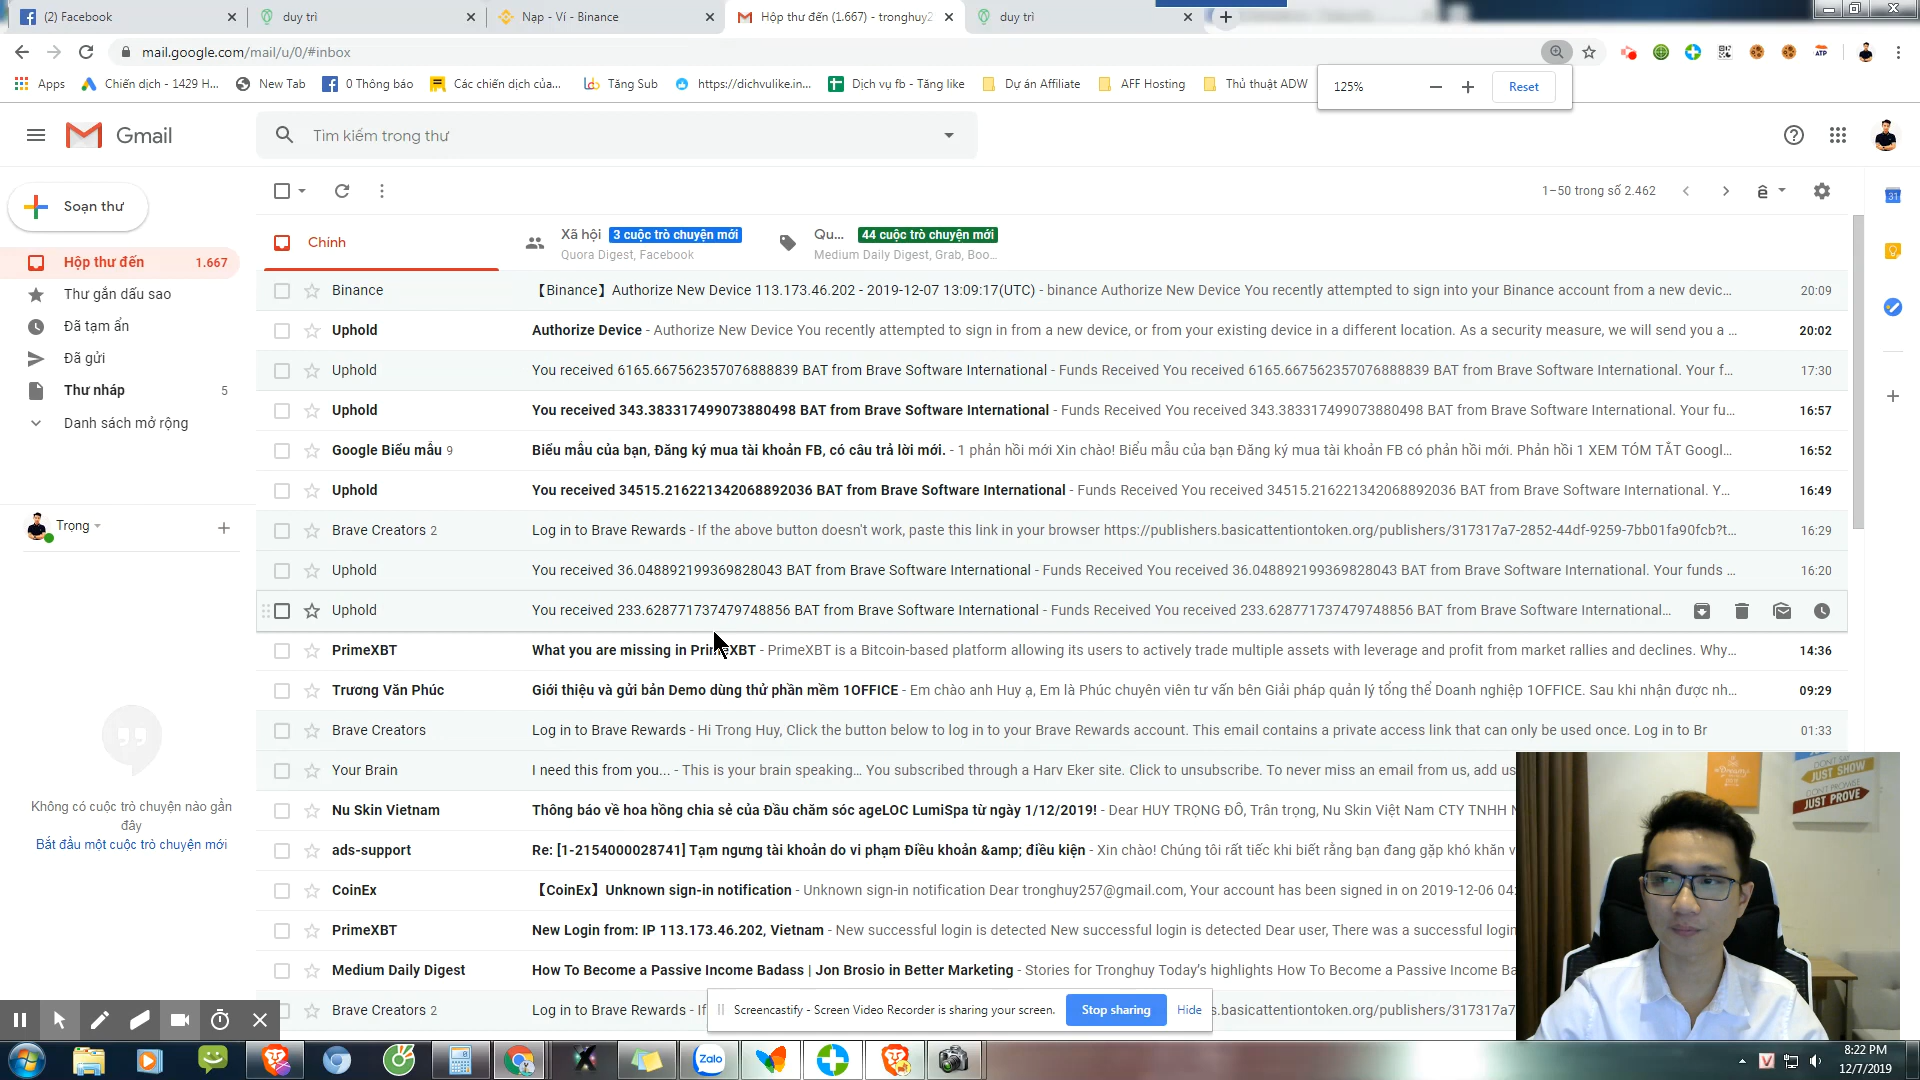 (2) Facebook
duy trì
Nạp - Ví - Binance
Hộp thư đến (1.667) - tronghuy2
duy trì
mail.google.com/mail/u/0/#inbox
Apps
Chiến dịch - 1429 H...
New Tab
0 Thông báo
Các chiến dịch của...
Tăng Sub
https://dichvulike.in...
Dịch vụ fb - Tăng like
Dự án Affiliate
AFF Hosting
Thủ thuật ADW
125%
Reset
Gmail
Tìm kiếm trong thư
Soạn thư
1–50 trong số 2.462
Hộp thư đến 1.667
Thư gắn dấu sao
Đã tạm ẩn
Đã gửi
Thư nháp 5
Danh sách mở rộng
Trọng
Không có cuộc trò chuyện nào gần
đây
Bắt đầu một cuộc trò chuyện mới
Chính
Xã hội 3 cuộc trò chuyện mới
Quora Digest, Facebook
Qu... 44 cuộc trò chuyện mới
Medium Daily Digest, Grab, Boo...
Binance 【Binance】Authorize New Device 113.173.46.202 - 2019-12-07 13:09:17(UTC) - binance Authorize New Device You recently attempted to sign into your Binance account from a new devic... 20:09
Uphold Authorize Device - Authorize New Device You recently attempted to sign in from a new device, or from your existing device in a different location. As a security measure, we will send you a ... 20:02
Uphold You received 6165.667562357076888839 BAT from Brave Software International - Funds Received You received 6165.667562357076888839 BAT from Brave Software International. Your f... 17:30
Uphold You received 343.383317499073880498 BAT from Brave Software International - Funds Received You received 343.383317499073880498 BAT from Brave Software International. Your fu... 16:57
Google Biểu mẫu 9 Biểu mẫu của bạn, Đăng ký mua tài khoản FB, có câu trả lời mới. - 1 phản hồi mới Xin chào! Biểu mẫu của bạn Đăng ký mua tài khoản FB có phản hồi mới. Phản hồi 1 XEM TÓM TẮT Googl... 16:52
Uphold You received 34515.216221342068892036 BAT from Brave Software International - Funds Received You received 34515.216221342068892036 BAT from Brave Software International. Y... 16:49
Brave Creators 2 Log in to Brave Rewards - If the above button doesn't work, paste this link in your browser https://publishers.basicattentiontoken.org/publishers/317317a7-2852-44df-9259-7bb01fa90fcb?t... 16:29
Uphold You received 36.048892199369828043 BAT from Brave Software International - Funds Received You received 36.048892199369828043 BAT from Brave Software International. Your funds ... 16:20
Uphold You received 233.628771737479748856 BAT from Brave Software International - Funds Received You received 233.628771737479748856 BAT from Brave Software International...
PrimeXBT What you are missing in PrimeXBT - PrimeXBT is a Bitcoin-based platform allowing its users to actively trade multiple assets with leverage and profit from market rallies and declines. Why... 14:36
Trương Văn Phúc Giới thiệu và gửi bản Demo dùng thử phần mềm 1OFFICE - Em chào anh Huy ạ, Em là Phúc chuyên viên tư vấn bên Giải pháp quản lý tổng thể Doanh nghiệp 1OFFICE. Sau khi nhận được nh... 09:29
Brave Creators Log in to Brave Rewards - Hi Trong Huy, Click the button below to log in to your Brave Rewards account. This email contains a private access link that can only be used once. Log in to Br 01:33
Your Brain I need this from you... - This is your brain speaking... You subscribed through a Harv Eker site. Click to unsubscribe. To never miss an email from us, add us
Nu Skin Vietnam Thông báo về hoa hồng chia sẻ của Đầu chăm sóc ageLOC LumiSpa từ ngày 1/12/2019! - Dear HUY TRỌNG ĐỖ, Trân trọng, Nu Skin Việt Nam CTY TNHH N
ads-support Re: [1-2154000028741] Tạm ngưng tài khoản do vi phạm Điều khoản &amp; điều kiện - Xin chào! Chúng tôi rất tiếc khi biết rằng bạn đang gặp khó khăn v
CoinEx 【CoinEx】Unknown sign-in notification - Unknown sign-in notification Dear tronghuy257@gmail.com, Your account has been signed in on 2019-12-06 04:
PrimeXBT New Login from: IP 113.173.46.202, Vietnam - New successful login is detected New successful login is detected Dear user, There was a successful login
Medium Daily Digest How To Become a Passive Income Badass | Jon Brosio in Better Marketing - Stories for Tronghuy Today's highlights How To Become a Passive Income Ba
Brave Creators 2 Log in to Brave Rewards - If s.basicattentiontoken.org/publishers/317317a7
Screencastify - Screen Video Recorder is sharing your screen.
Stop sharing
Hide
JUST SHOW
DON'T PROMISE
JUST PROVE
Zalo
8:22 PM
12/7/2019